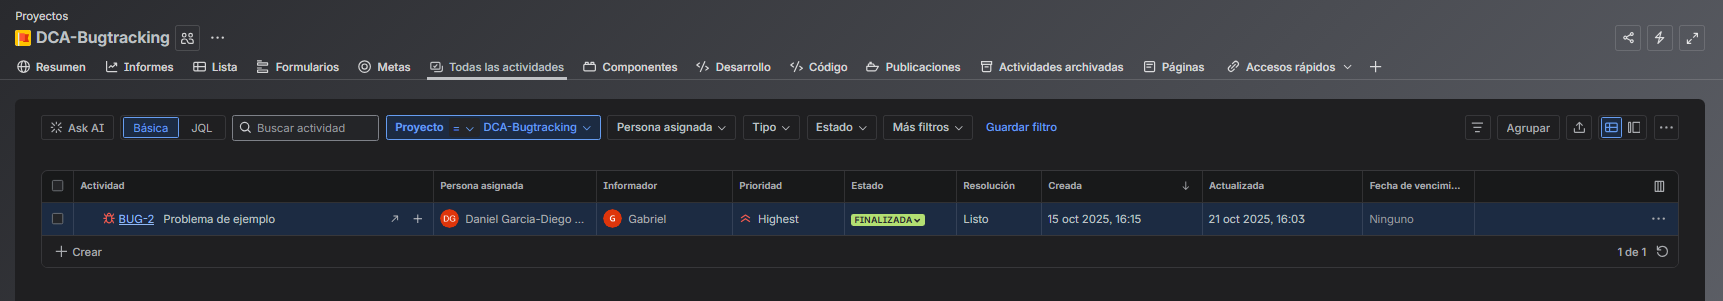 Proyectos
DCA-Bugtracking
Resumen Informes Lista Formularios Metas Todas las actividades Componentes Desarrollo Código Publicaciones Actividades archivadas Páginas Accesos rápidos
Ask AI Básica JQL Buscar actividad Proyecto = DCA-Bugtracking Persona asignada Tipo Estado Más filtros Guardar filtro Agrupar
Actividad Persona asignada Informador Prioridad Estado Resolución Creada Actualizada Fecha de vencimi...
BUG-2 Problema de ejemplo DG Daniel Garcia-Diego ... G Gabriel Highest FINALIZADA Listo 15 oct 2025, 16:15 21 oct 2025, 16:03 Ninguno
Crear 1 de 1